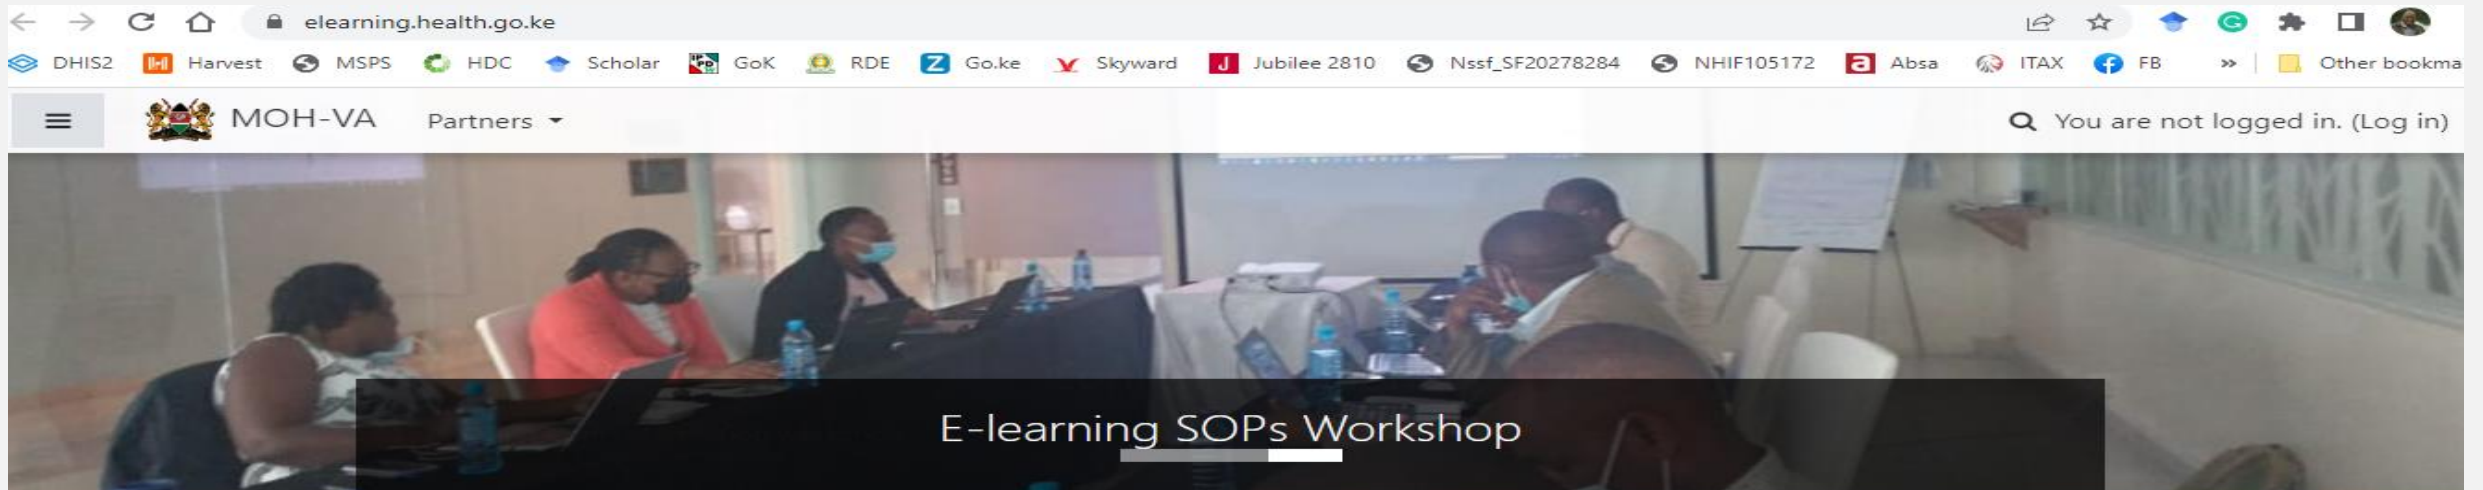 elearning.health.go.ke
DHIS2 Harvest MSPS HDC Scholar GoK RDE Go.ke Skyward Jubilee 2810 Nssf_SF20278284 NHIF105172 Absa ITAX FB » Other bookma
MOH-VA Partners You are not logged in. (Log in)
E-learning SOPs Workshop